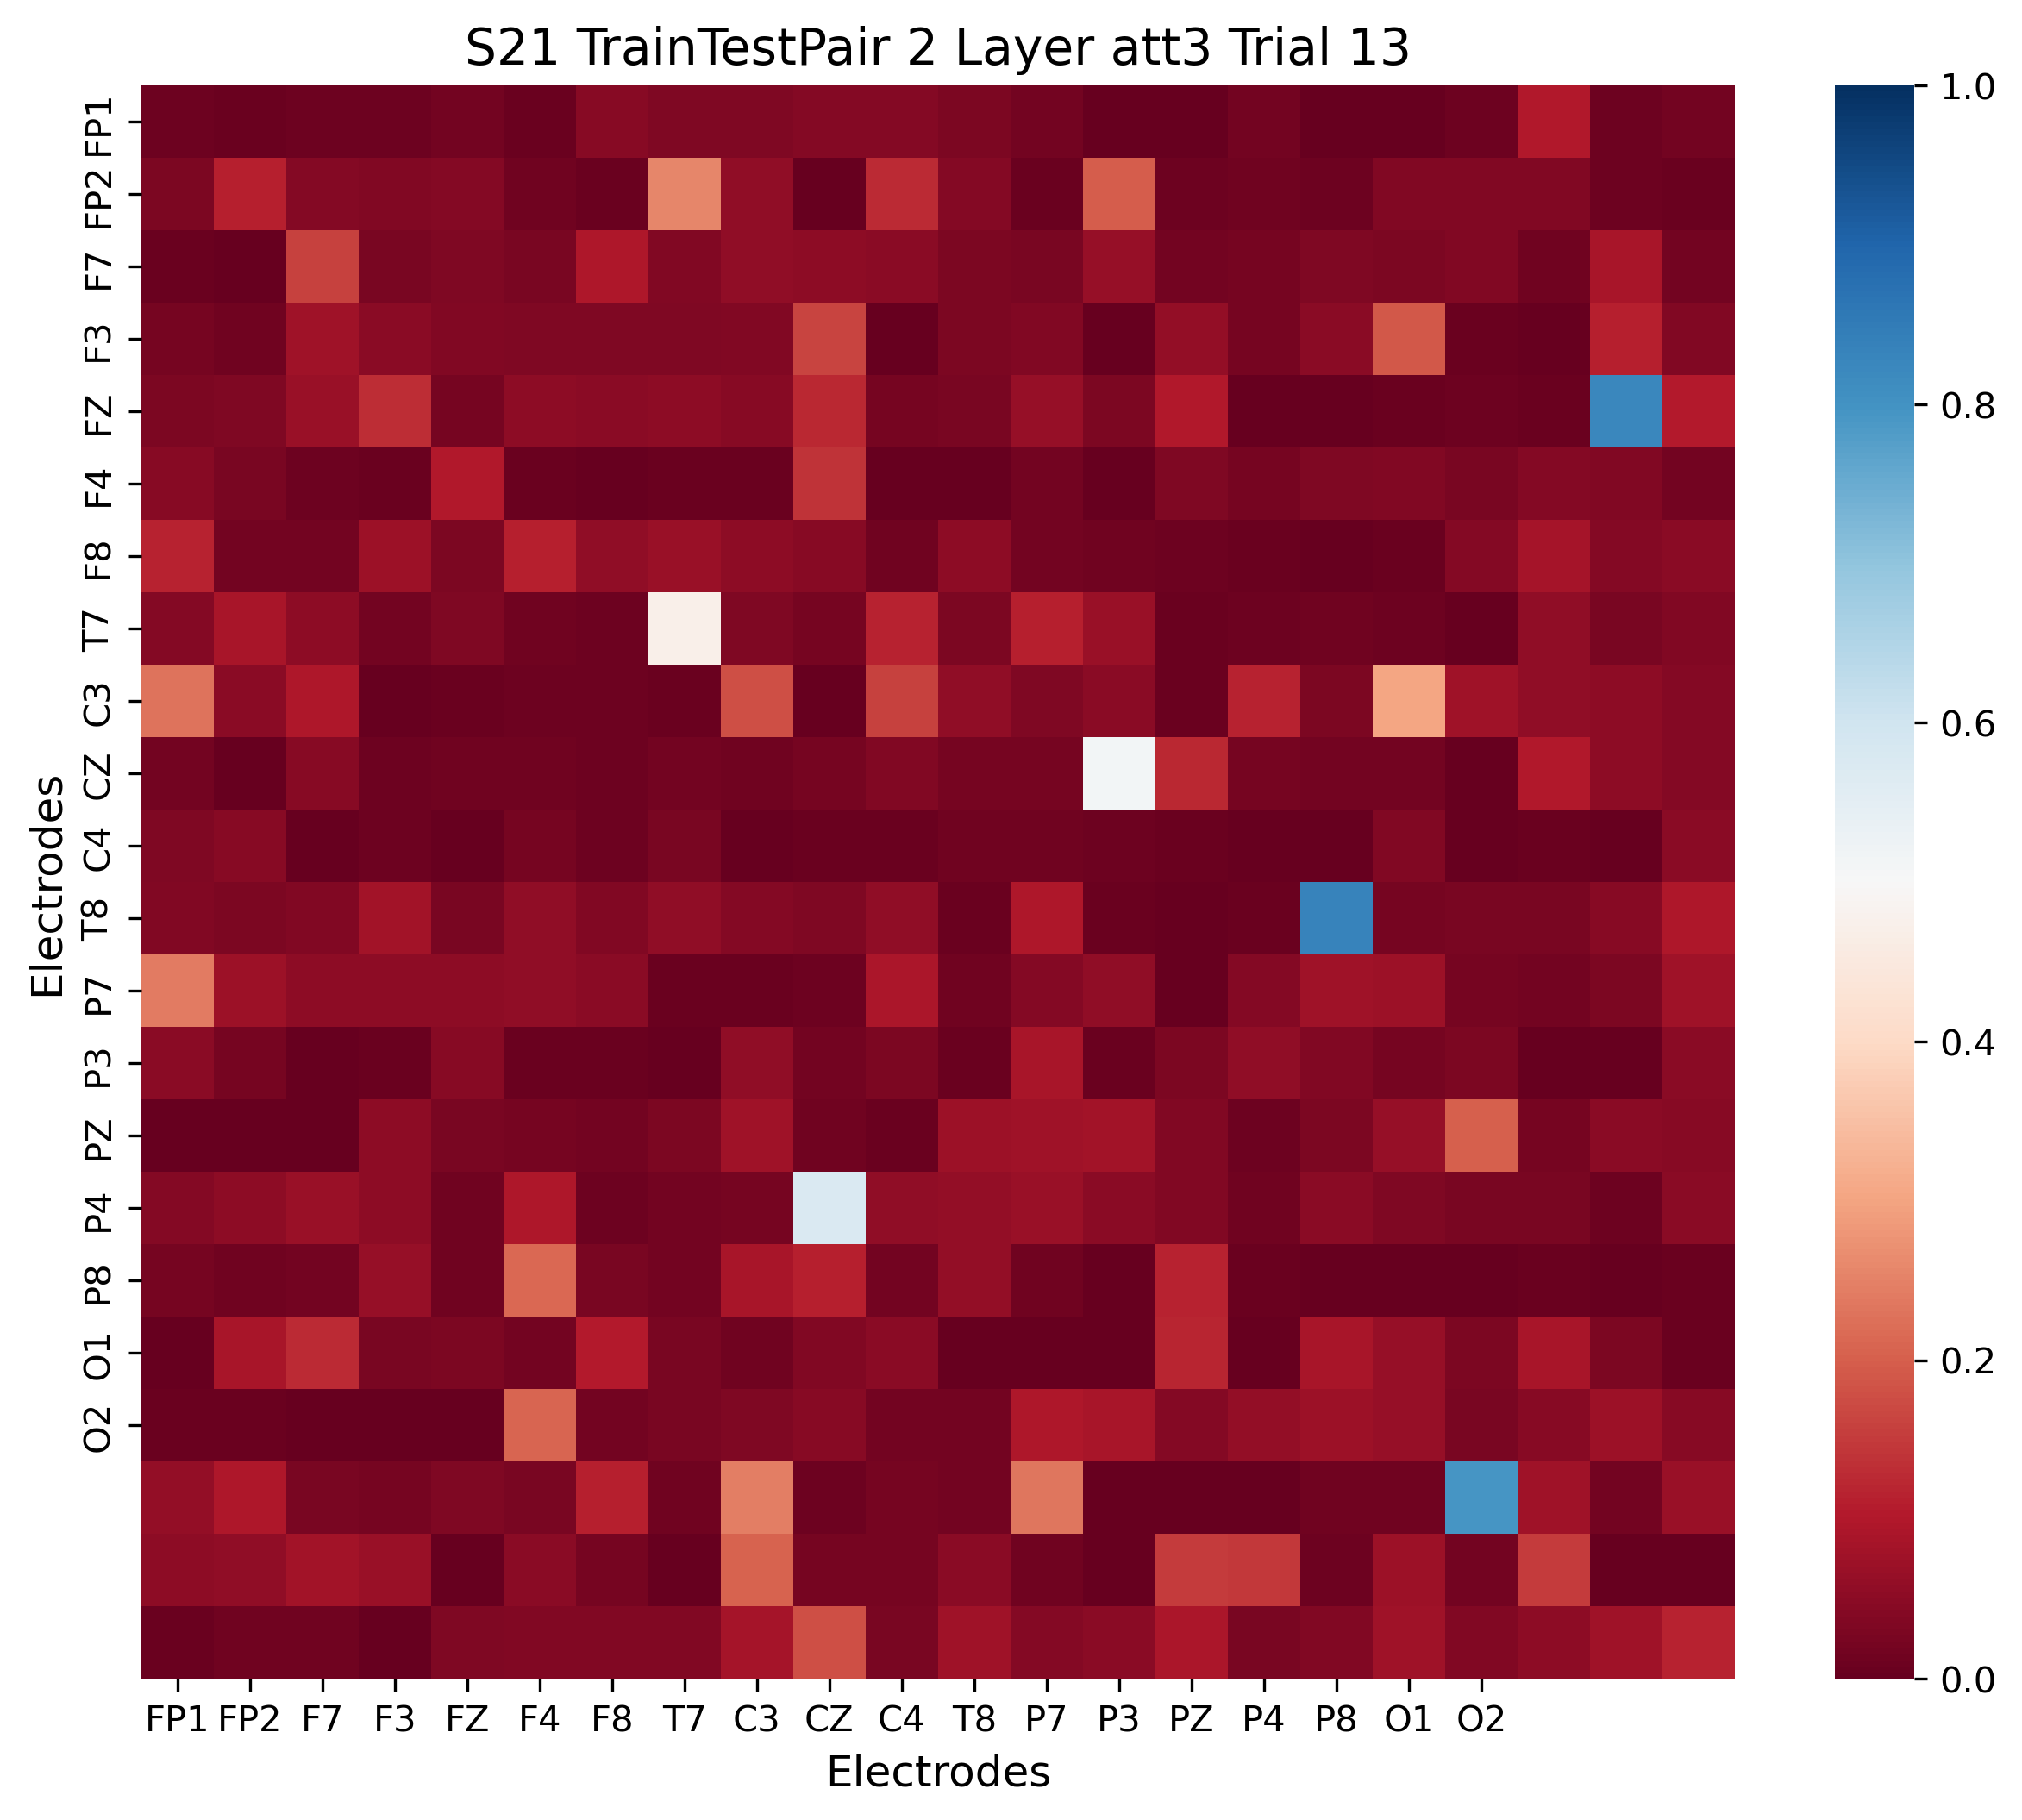 S21 TrainTestPair 2 Layer att3 Trial 13
Electrodes
FP1
FP2
F7
F3
FZ
F4
F8
T7
C3
CZ
C4
T8
P7
P3
PZ
P4
P8
O1
O2
FP1 FP2 F7 F3 FZ F4 F8 T7 C3 CZ C4 T8 P7 P3 PZ P4 P8 O1 O2
Electrodes
1.0
0.8
0.6
0.4
0.2
0.0